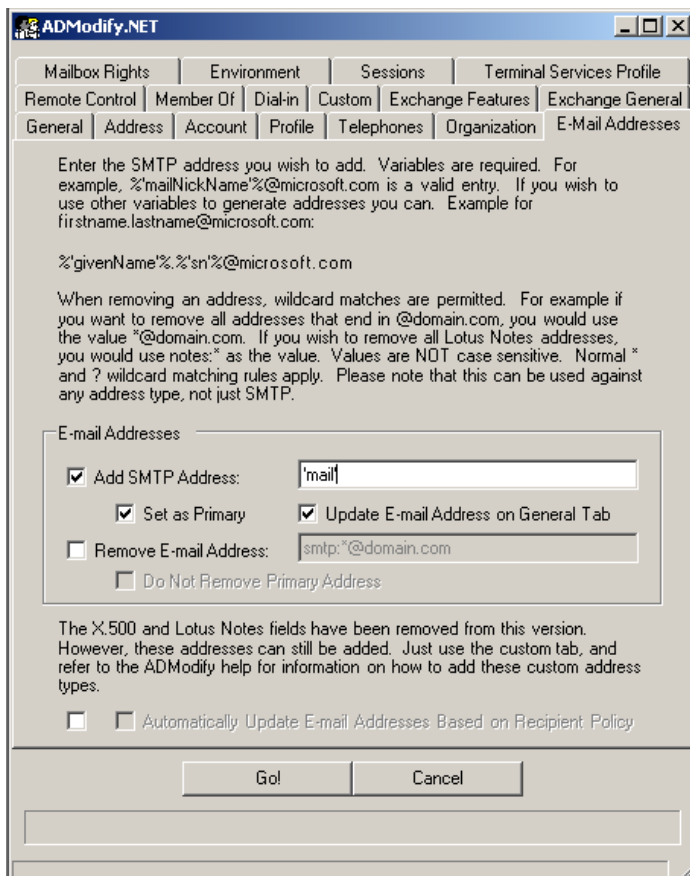 ADModify.NET
Mailbox Rights Environment Sessions Terminal Services Profile
Remote Control Member Of Dial-in Custom Exchange Features Exchange General
General Address Account Profile Telephones Organization E-Mail Addresses
Enter the SMTP address you wish to add. Variables are required. For
example, %'mailNickName'%@microsoft.com is a valid entry. If you wish to
use other variables to generate addresses you can. Example for
firstname.lastname@microsoft.com:
%'givenName'%.%'sn'%@microsoft.com
When removing an address, wildcard matches are permitted. For example if
you want to remove all addresses that end in @domain.com, you would use
the value *@domain.com. If you wish to remove all Lotus Notes addresses,
you would use notes:* as the value. Values are NOT case sensitive. Normal *
and ? wildcard matching rules apply. Please note that this can be used against
any address type, not just SMTP.
E-mail Addresses
Add SMTP Address: 'mail'
Set as Primary Update E-mail Address on General Tab
Remove E-mail Address: smtp:*@domain.com
Do Not Remove Primary Address
The X.500 and Lotus Notes fields have been removed from this version.
However, these addresses can still be added. Just use the custom tab, and
refer to the ADModify help for information on how to add these custom address
types.
Automatically Update E-mail Addresses Based on Recipient Policy
Go! Cancel